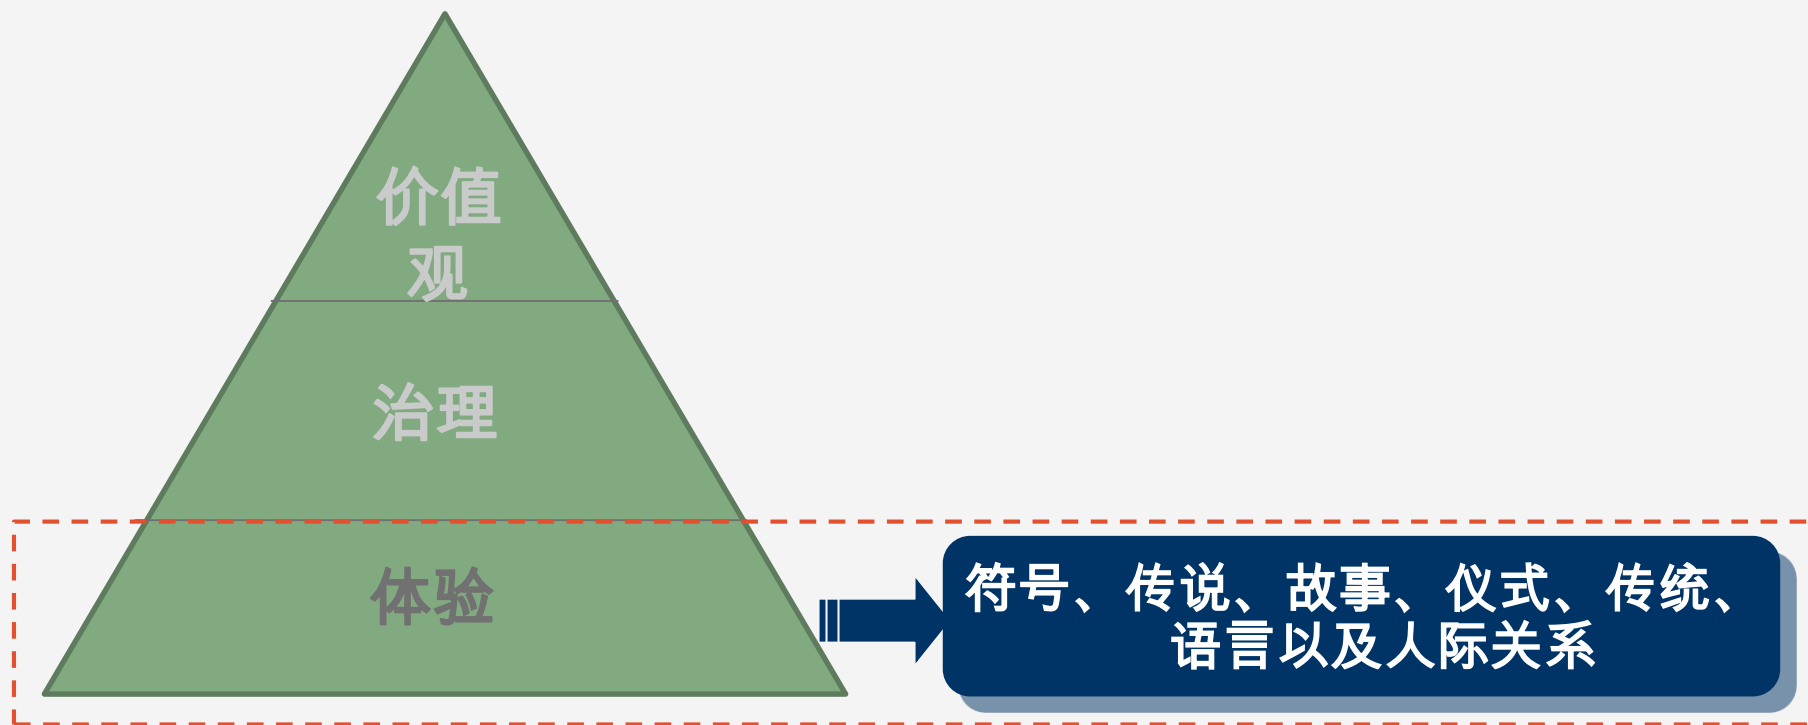 价值
观
治理
体验
符号、传说、故事、仪式、传统、
语言以及人际关系